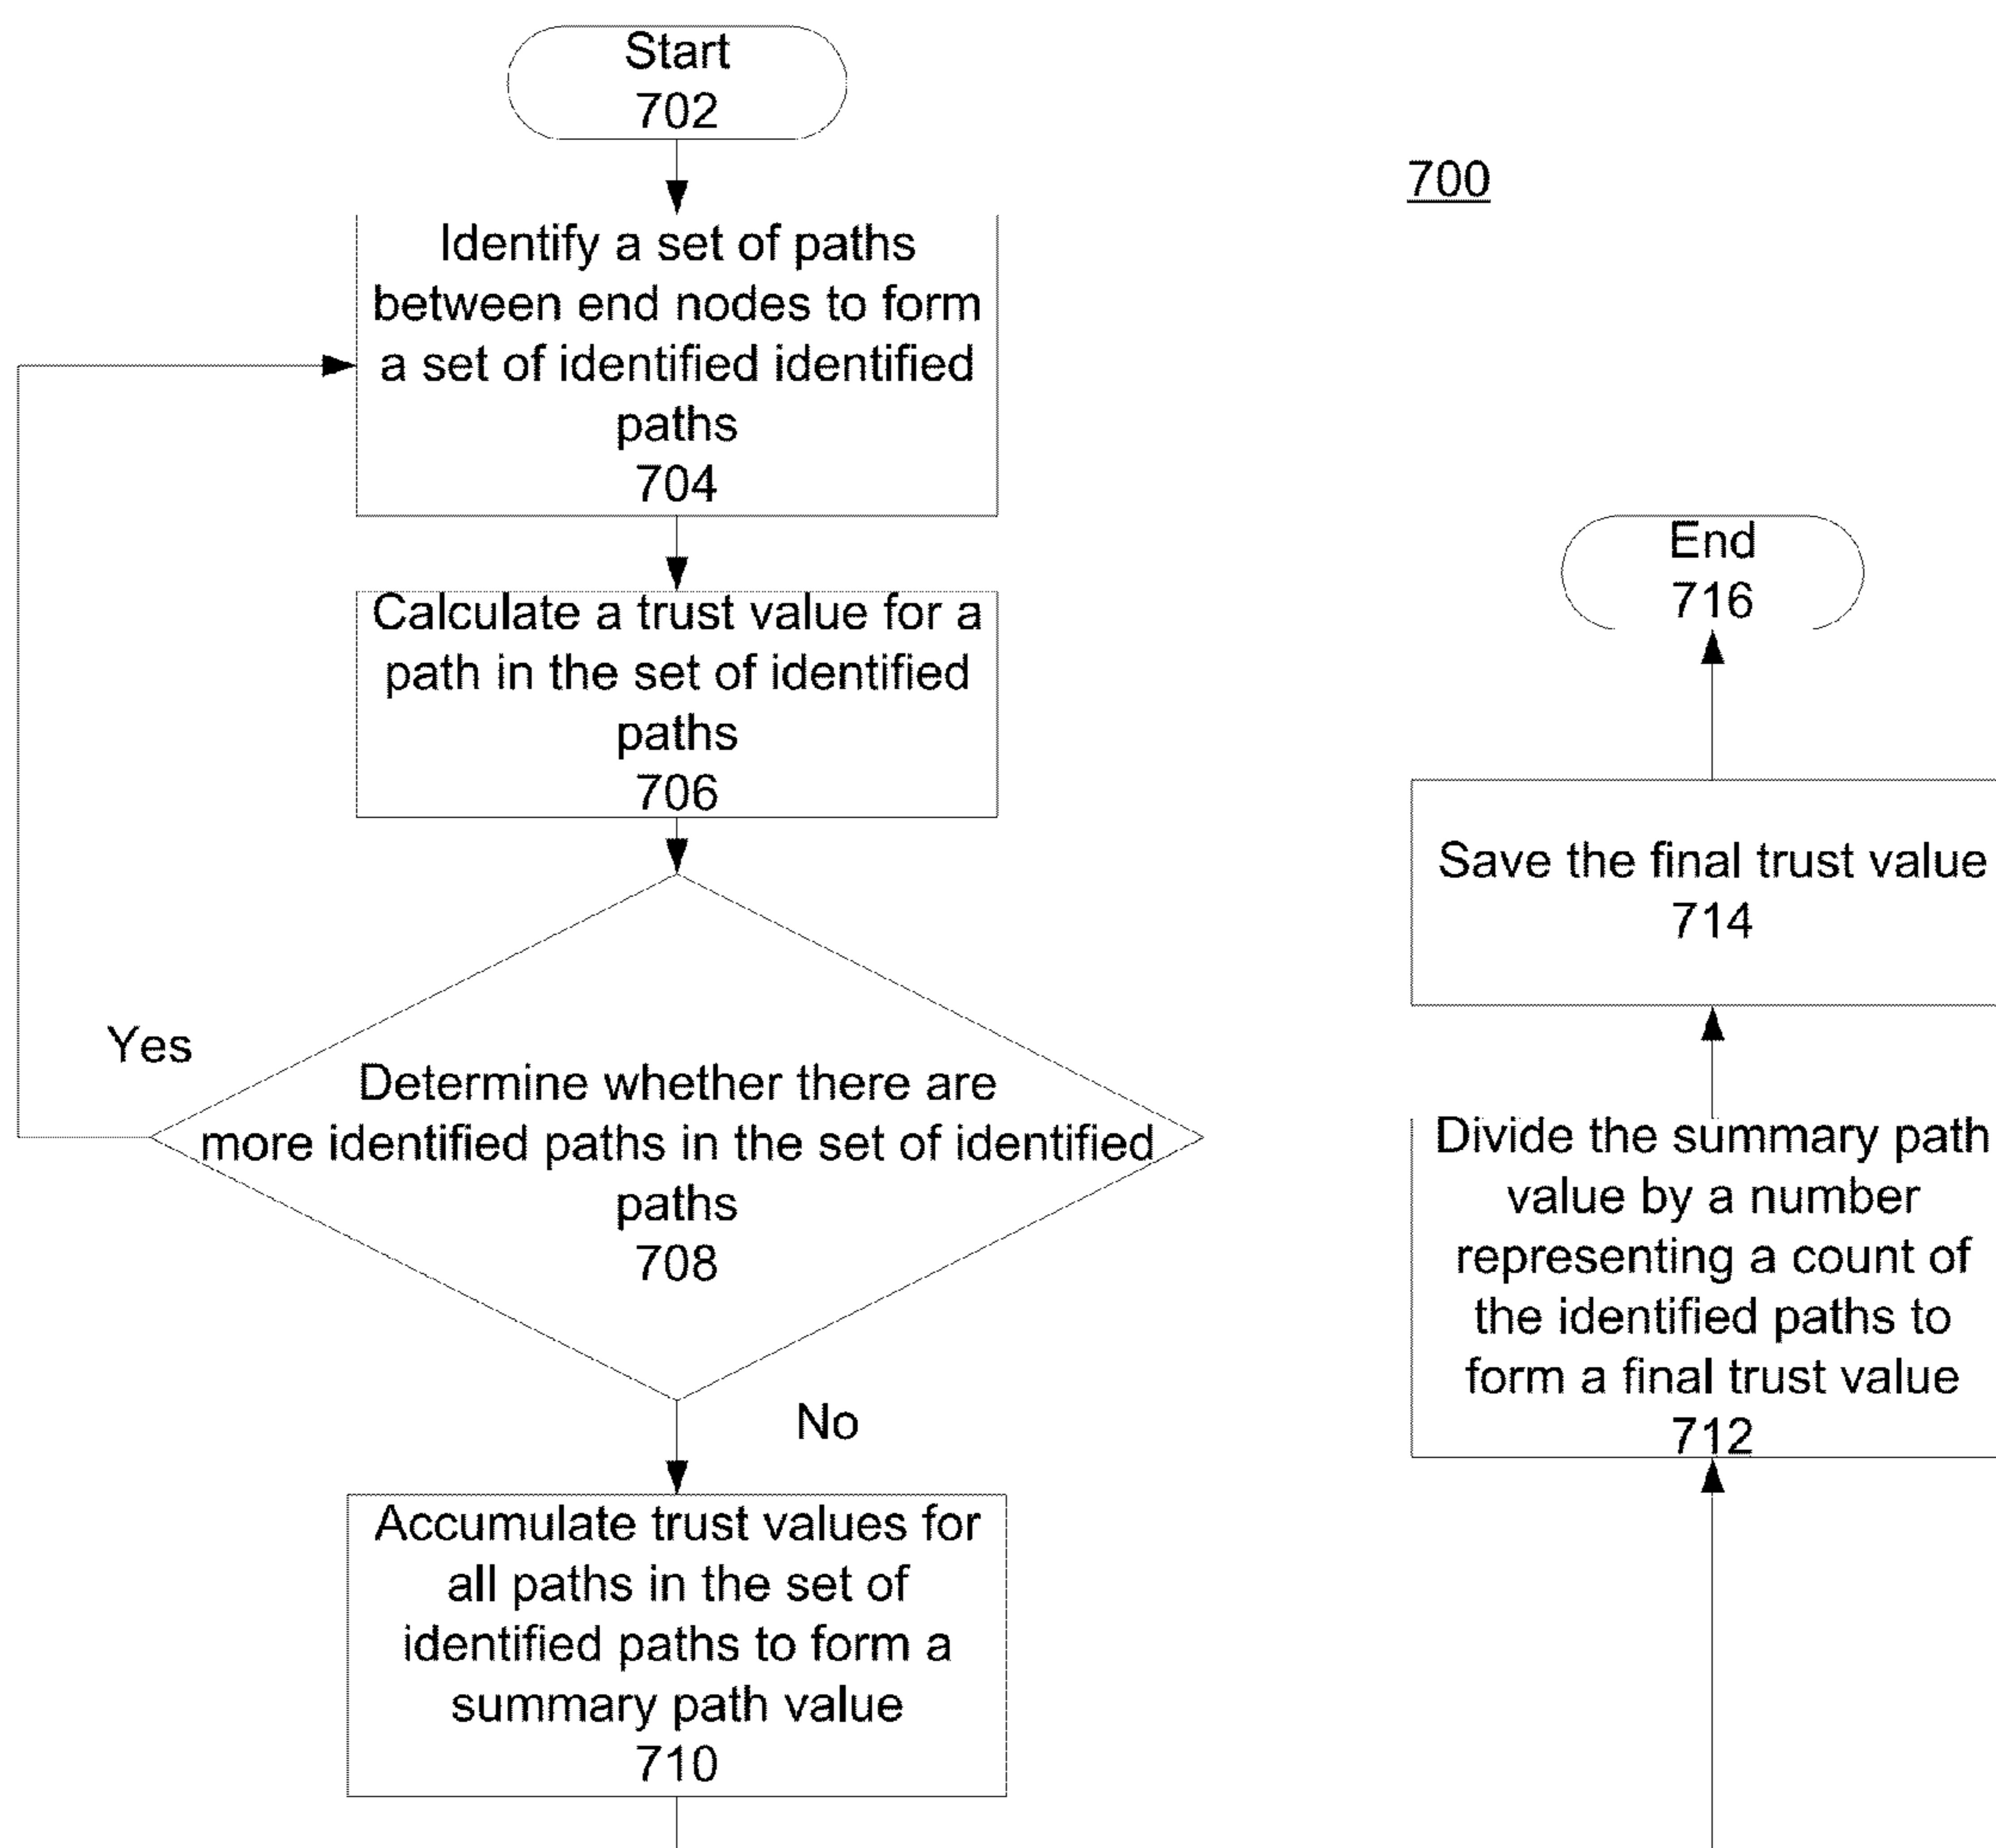 Start
702
700
Identify a set of paths
between end nodes to form
a set of identified identified
paths
704
Calculate a trust value for a
path in the set of identified
paths
706
Yes
Determine whether there are
more identified paths in the set of identified
paths
708
No
Accumulate trust values for
all paths in the set of
identified paths to form a
summary path value
710
End
716
Save the final trust value
714
Divide the summary path
value by a number
representing a count of
the identified paths to
form a final trust value
712